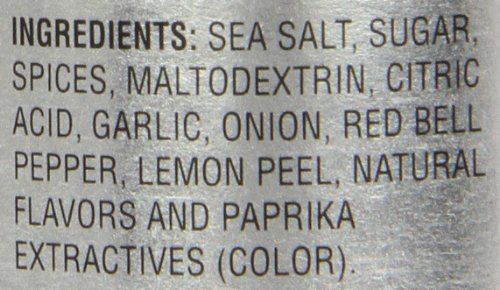 INGREDIENTS: SEA SALT, SUGAR,
SPICES, MALTODEXTRIN, CITRIC
ACID, GARLIC, ONION, RED BELL
PEPPER, LEMON PEEL, NATURAL
FLAVORS AND PAPRIKA
EXTRACTIVES (COLOR).